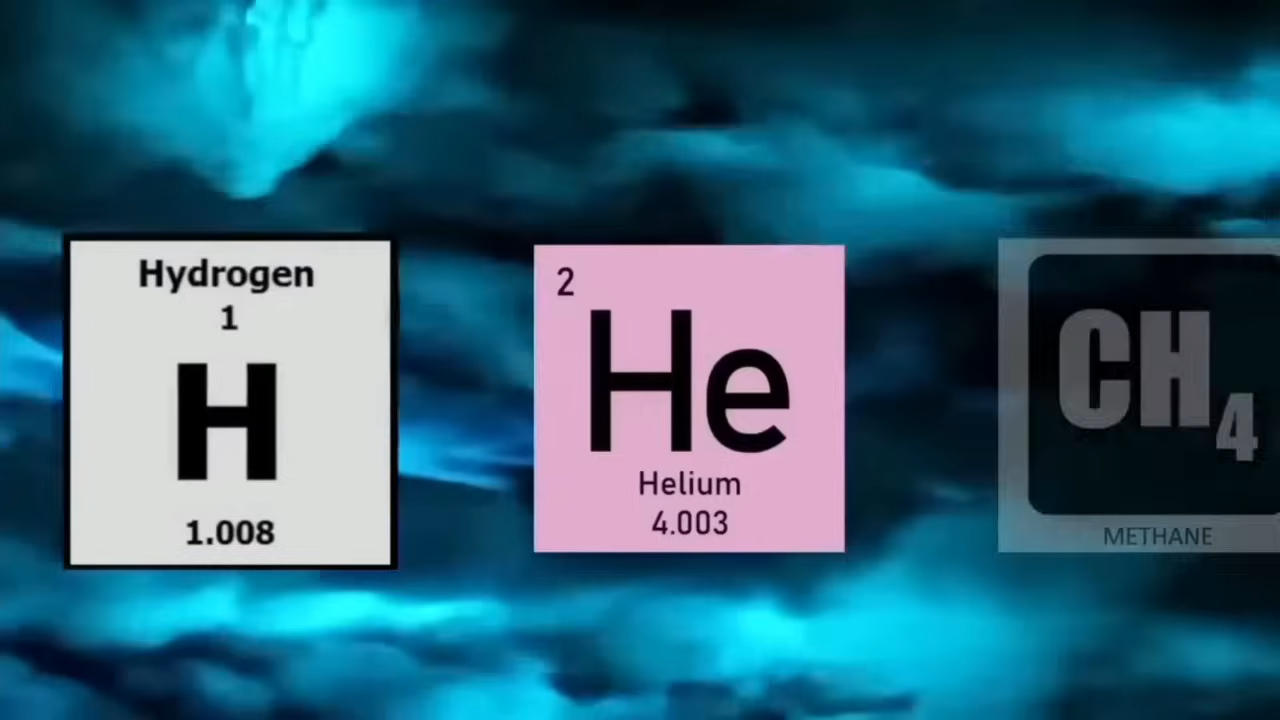 Hydrogen
1
H
1.008
2
He
Helium
4.003
CH4
METHANE